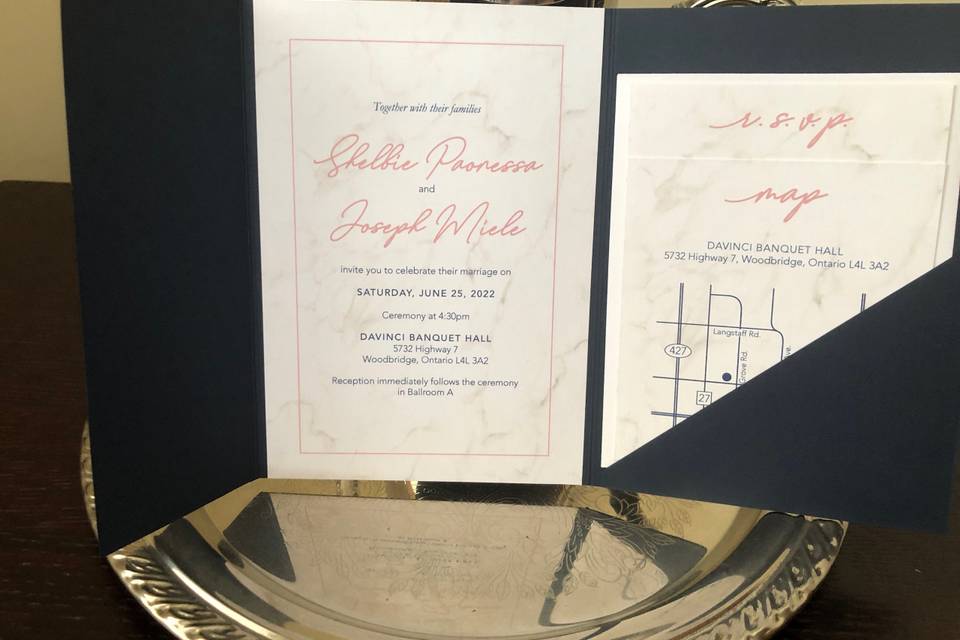 Together with their families
Shelbie Paonessa
and
Joseph Miele
invite you to celebrate their marriage on
SATURDAY, JUNE 25, 2022
Ceremony at 4:30pm
DAVINCI BANQUET HALL
5732 Highway 7
Woodbridge, Ontario L4L 3A2
Reception immediately follows the ceremony
in Ballroom A
r.s.v.p.
map
DAVINCI BANQUET HALL
5732 Highway 7, Woodbridge, Ontario L4L 3A2
Langstaff Rd.
427
Grove Rd.
ve.
27